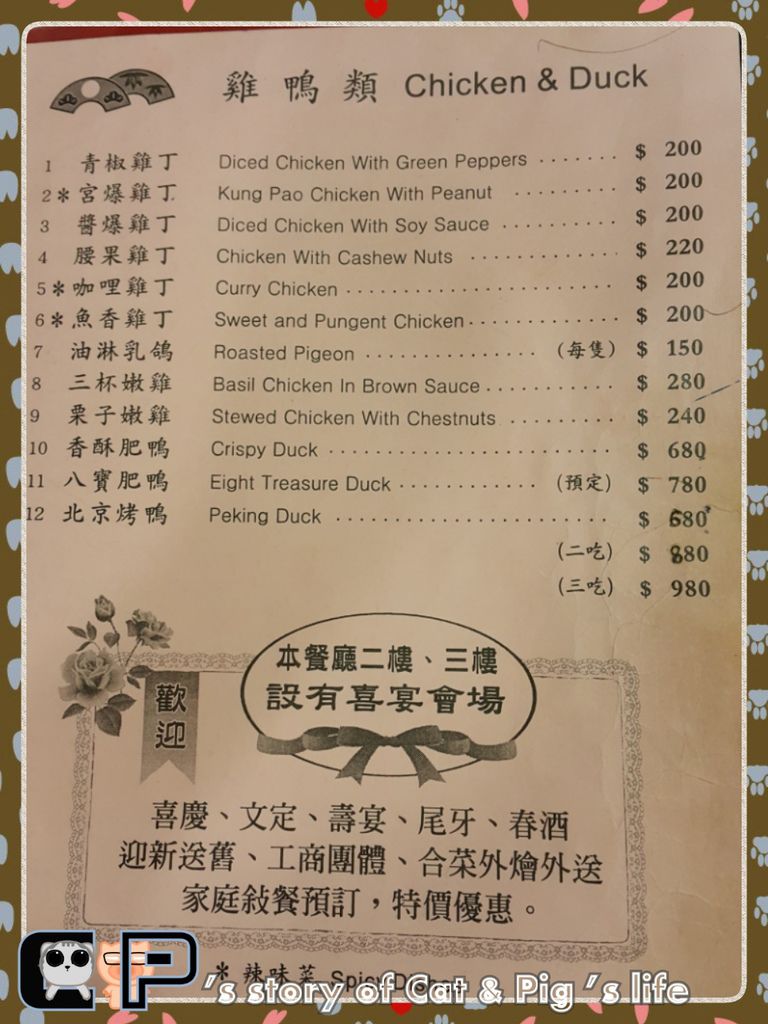 雞鴨類 Chicken & Duck
1 青椒雞丁 Diced Chicken With Green Peppers ······· $ 200
2 * 宮爆雞丁 Kung Pao Chicken With Peanut ········· $ 200
3 醬爆雞丁 Diced Chicken With Soy Sauce ·········· $ 200
4 腰果雞丁 Chicken With Cashew Nuts ············· $ 220
5 * 咖哩雞丁 Curry Chicken ························ $ 200
6 * 魚香雞丁 Sweet and Pungent Chicken ············· $ 200
7 油淋乳鴿 Roasted Pigeon ················ (每隻) $ 150
8 三杯嫩雞 Basil Chicken In Brown Sauce ··········· $ 280
9 栗子嫩雞 Stewed Chicken With Chestnuts ·········· $ 240
10 香酥肥鴨 Crispy Duck ·························· $ 680
11 八寶肥鴨 Eight Treasure Duck ············ (預定) $ 780
12 北京烤鴨 Peking Duck ························ $ 680
(二吃) $ 880
(三吃) $ 980
本餐廳二樓、三樓
設有喜宴會場
歡迎
喜慶、文定、壽宴、尾牙、春酒
迎新送舊、工商團體、合菜外燴外送
家庭敍餐預訂，特價優惠。
* 辣味菜 Spicy Dishes
CP's story of Cat & Pig's life